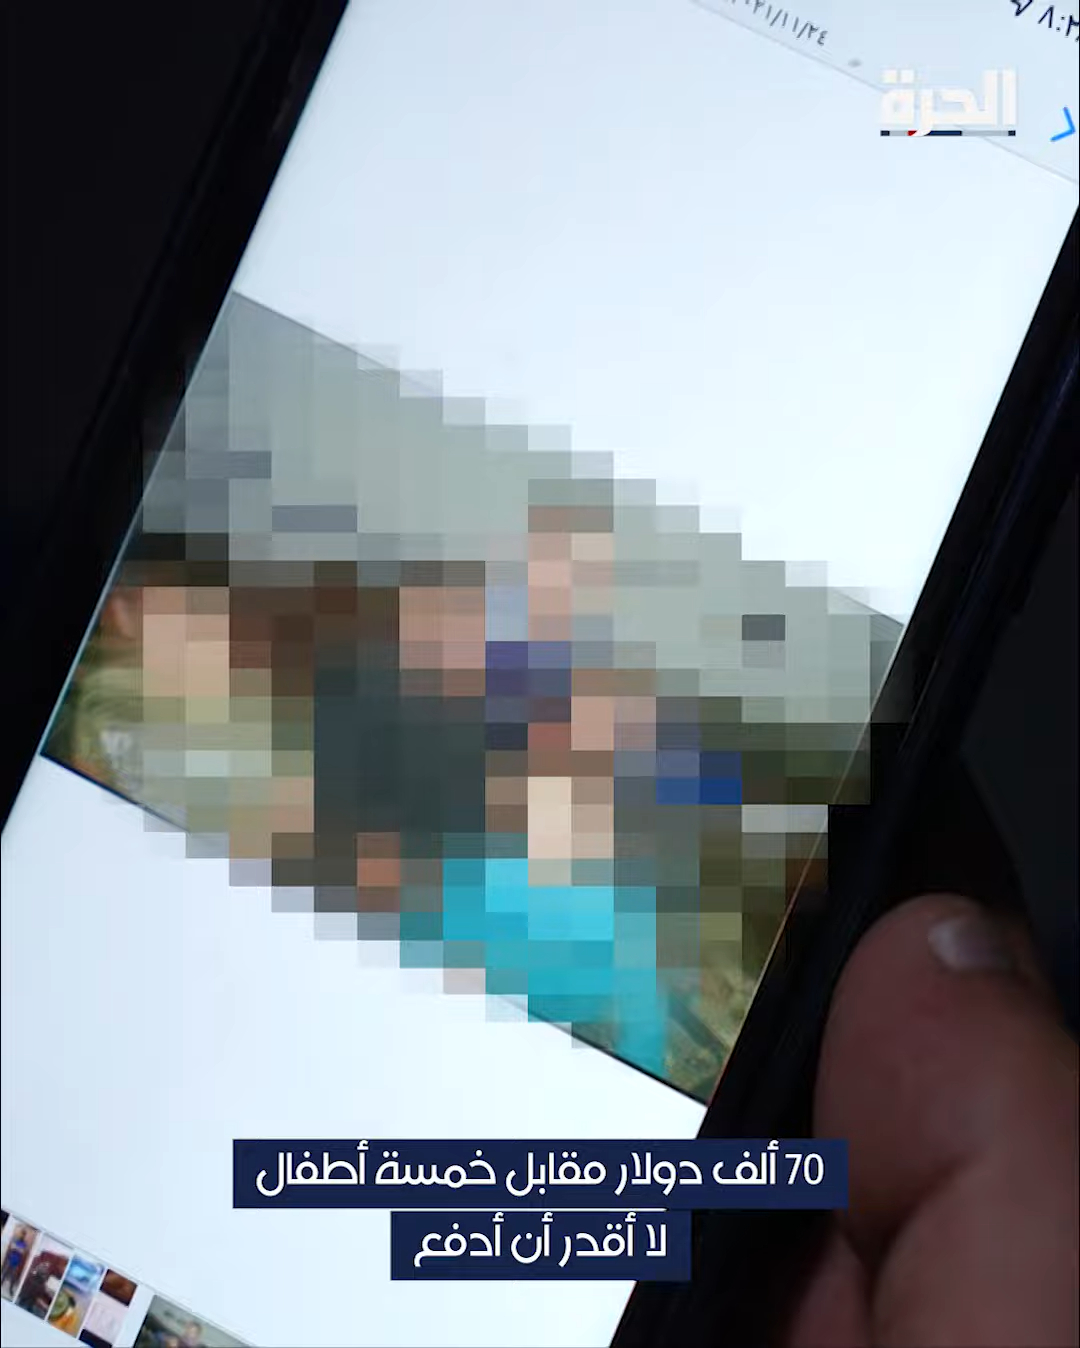 الحرة
70 ألف دولار مقابل خمسة أطفال
لا أقدر أن أدفع